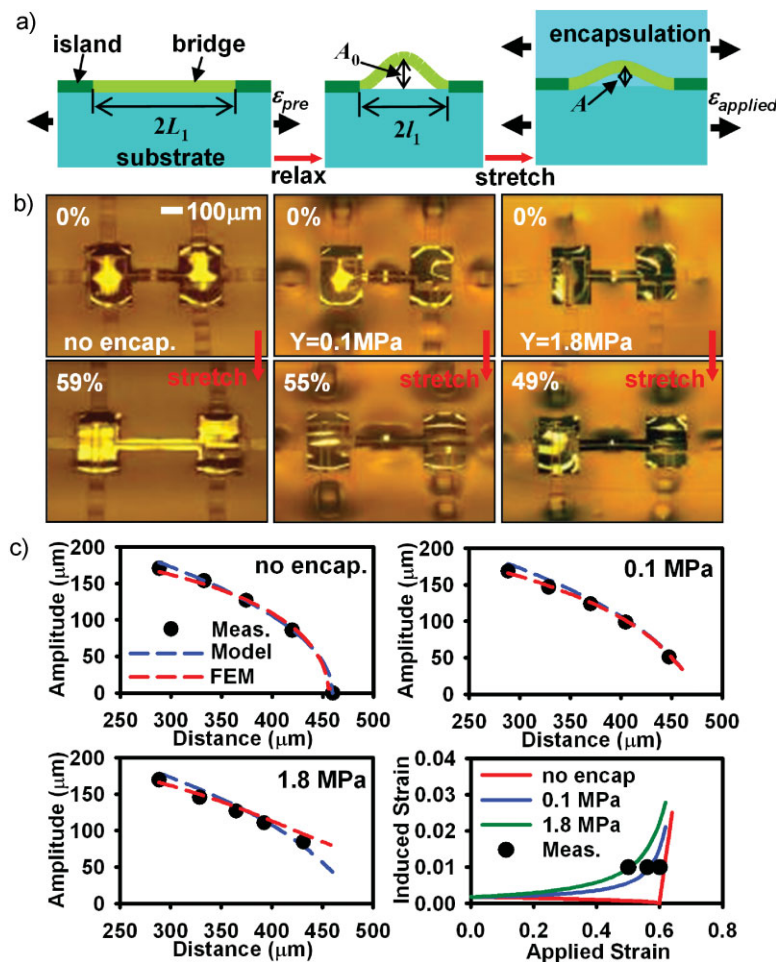 a)
island
bridge
A0
encapsulation
εpre
2L1
2l1
A
εapplied
substrate
relax
stretch
b)
0%
100μm
no encap.
0%
Y=0.1MPa
0%
Y=1.8MPa
59%
stretch
55%
stretch
49%
stretch
c)
200
150
100
50
0
Amplitude (μm)
no encap.
Meas.
Model
FEM
250 300 350 400 450 500
Distance (μm)
200
150
100
50
0
Amplitude (μm)
0.1 MPa
250 300 350 400 450 500
Distance (μm)
200
150
100
50
0
Amplitude (μm)
1.8 MPa
250 300 350 400 450 500
Distance (μm)
0.04
0.03
0.02
0.01
0.00
Induced Strain
no encap
0.1 MPa
1.8 MPa
Meas.
0.0 0.2 0.4 0.6 0.8
Applied Strain